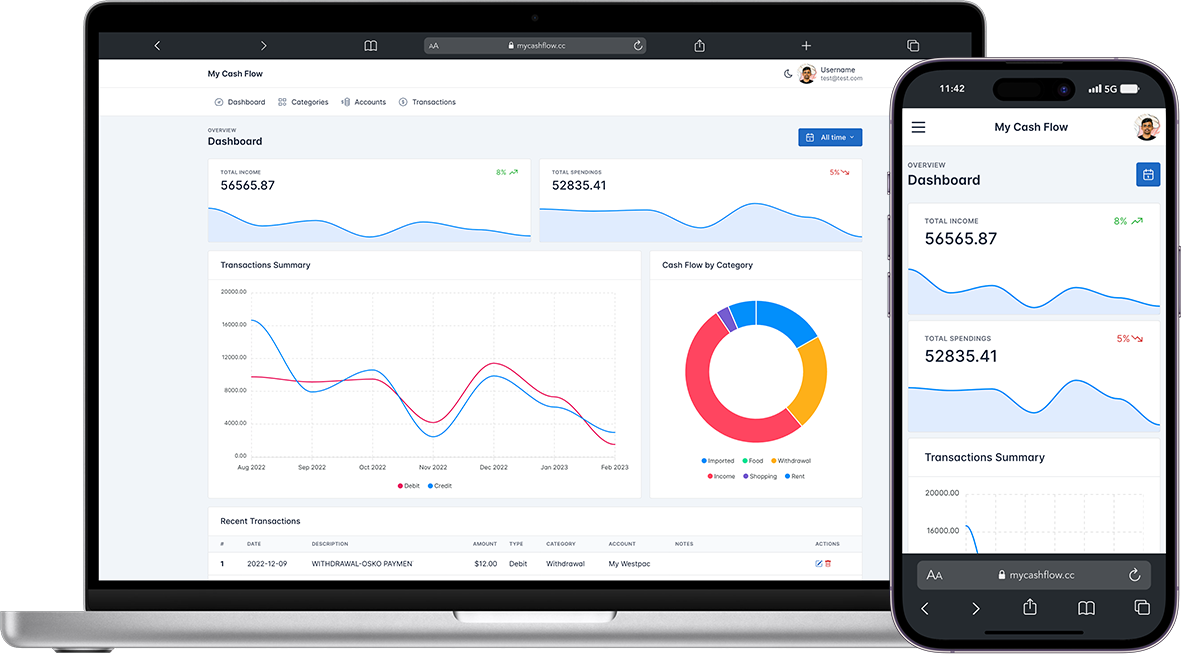 AA mycashflow.cc
My Cash Flow
Username
test@test.com
Dashboard Categories Accounts Transactions
OVERVIEW
Dashboard
All time
TOTAL INCOME 8%
56565.87
TOTAL SPENDINGS 5%
52835.41
Transactions Summary
20000.00
16000.00
12000.00
8000.00
4000.00
0.00
Aug 2022 Sep 2022 Oct 2022 Nov 2022 Dec 2022 Jan 2023 Feb 2023
Debit Credit
Cash Flow by Category
Imported Food Withdrawal
Income Shopping Rent
Recent Transactions
# DATE DESCRIPTION AMOUNT TYPE CATEGORY ACCOUNT NOTES ACTIONS
1 2022-12-09 WITHDRAWAL-OSKO PAYMEN $12.00 Debit Withdrawal My Westpac
11:42 5G
My Cash Flow
OVERVIEW
Dashboard
TOTAL INCOME 8%
56565.87
TOTAL SPENDINGS 5%
52835.41
Transactions Summary
20000.00
16000.00
AA mycashflow.cc